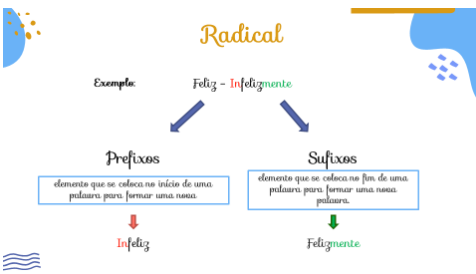 Radical
Exemplo:
Feliz - Infelizmente
Prefixos
elemento que se coloca no início de uma
palavra para formar uma nova
Infeliz
Sufixos
elemento que se coloca no fim de uma
palavra para formar uma nova
palavra.
Felizmente